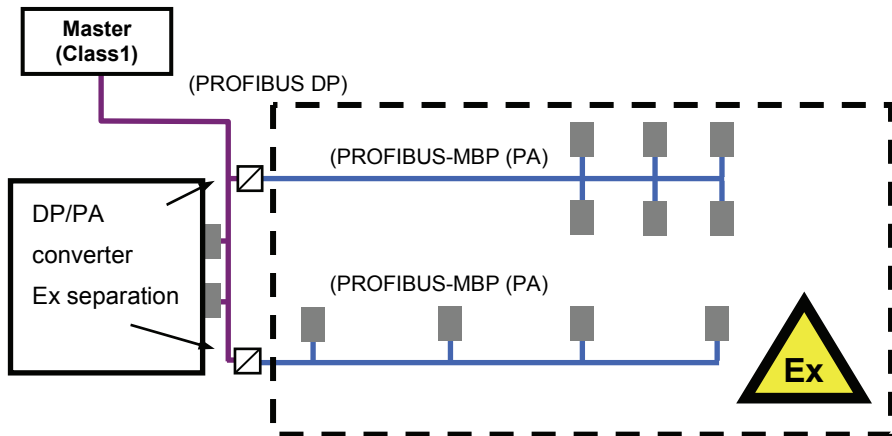 Master
(Class1)
(PROFIBUS DP)
(PROFIBUS-MBP (PA)
DP/PA
converter
Ex separation
(PROFIBUS-MBP (PA)
Ex